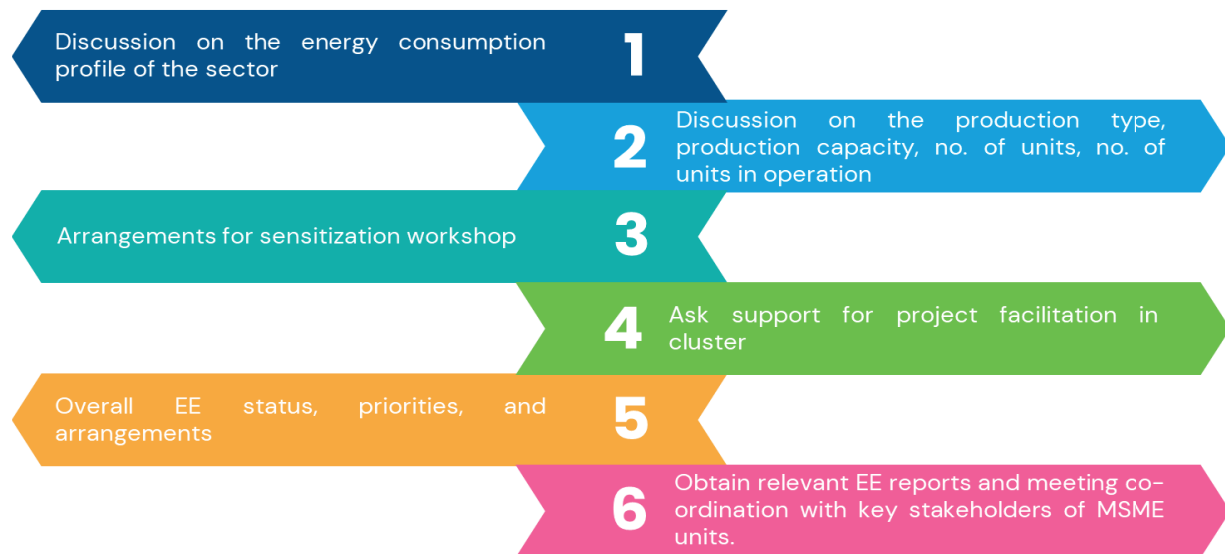 Discussion on the energy consumption
profile of the sector
1
2
Discussion on the production type,
production capacity, no. of units, no. of
units in operation
Arrangements for sensitization workshop
3
4
Ask support for project facilitation in
cluster
Overall EE status, priorities, and
arrangements
5
6
Obtain relevant EE reports and meeting co-
ordination with key stakeholders of MSME
units.